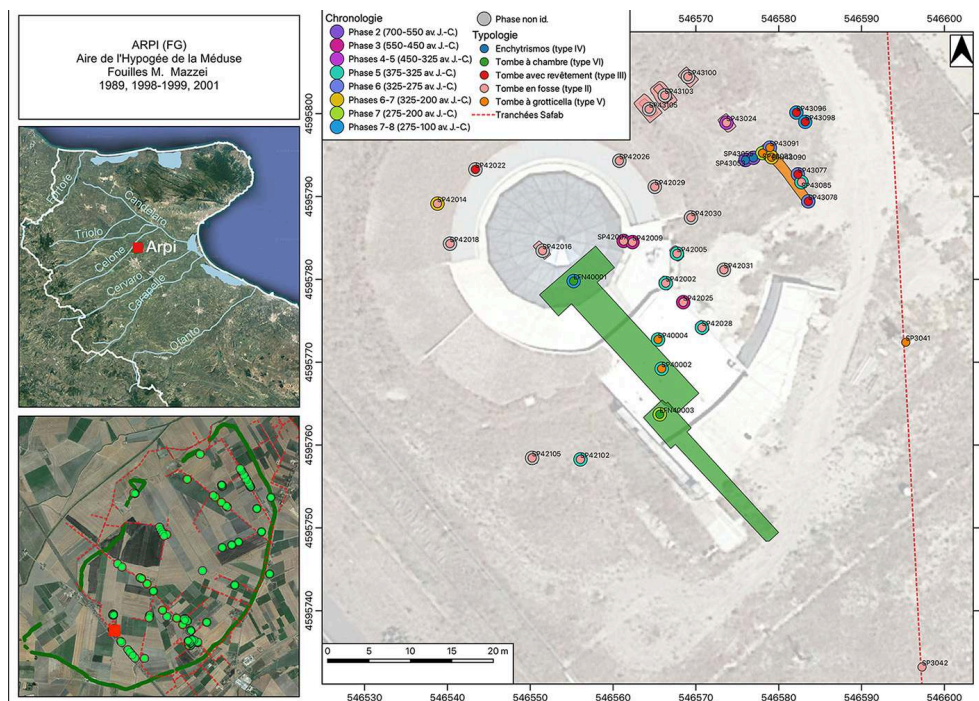 ARPI (FG)
Aire de l'Hypogée de la Méduse
Fouilles M. Mazzei
1989, 1998-1999, 2001
Fortore
Candelaro
Triolo
Celone
Arpi
Cervaro
Carapelle
Ofanto
Chronologie
Phase 2 (700-550 av. J.-C.)
Phase 3 (550-450 av.J.-C.)
Phases 4-5 (450-325 av.J.-C.)
Phase 5 (375-325 av.J.-C.)
Phase 6 (325-275 av.J.-C.)
Phases 6-7 (325-200 av.J.-C.)
Phase 7 (275-200 av.J.-C.)
Phases 7-8 (275-100 av.J.-C.)
Phase non id.
Typologie
Enchytrismos (type IV)
Tombe à chambre (type VI)
Tombe avec revêtement (type III)
Tombe en fosse (type II)
Tombe à grotticella (type V)
Tranchées Safab
546570 546580 546590 546600
4595800
4595790
4595780
4595770
4595760
4595750
4595740
SP43100
SP43103
SP43105
SP43024
SP43096
SP43098
SP43091
SP43090
SP43077
SP43085
SP43078
SP42022
SP42026
SP42029
SP42014
SP42030
SP42018
SP42016
SP42009
SP42005
SP42031
EFN40001
SP42002
SP42025
SP42028
SP40004
SP3041
SP40002
EFN40003
SP42105
SP42102
SP3042
0 5 10 15 20 m
546530 546540 546550 546560 546570 546580 546590 546600